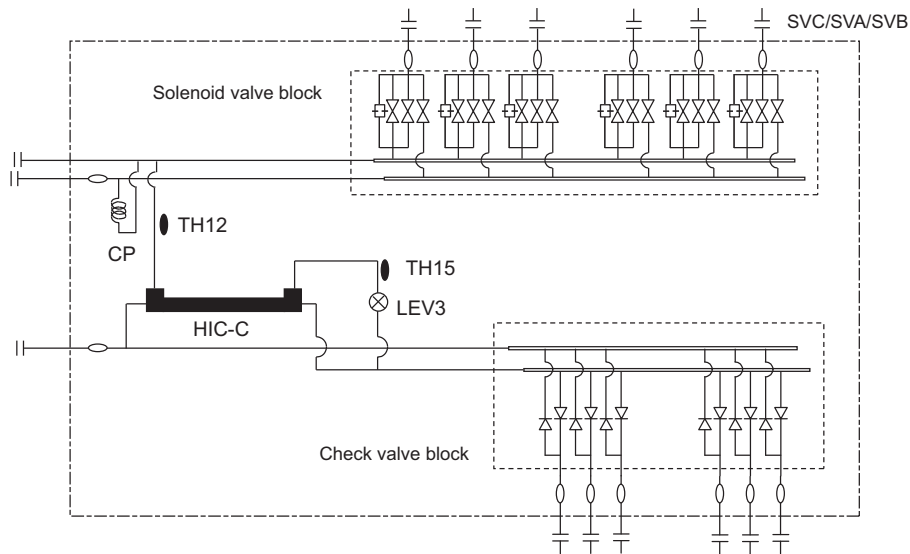 SVC/SVA/SVB
Solenoid valve block
TH12
CP
TH15
LEV3
HIC-C
Check valve block